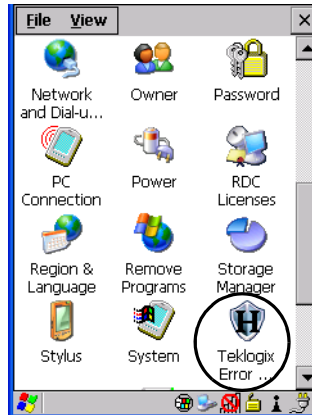 File View
Network and Dial-u...
Owner
Password
PC Connection
Power
RDC Licenses
Region & Language
Remove Programs
Storage Manager
Stylus
System
Teklogix Error ...